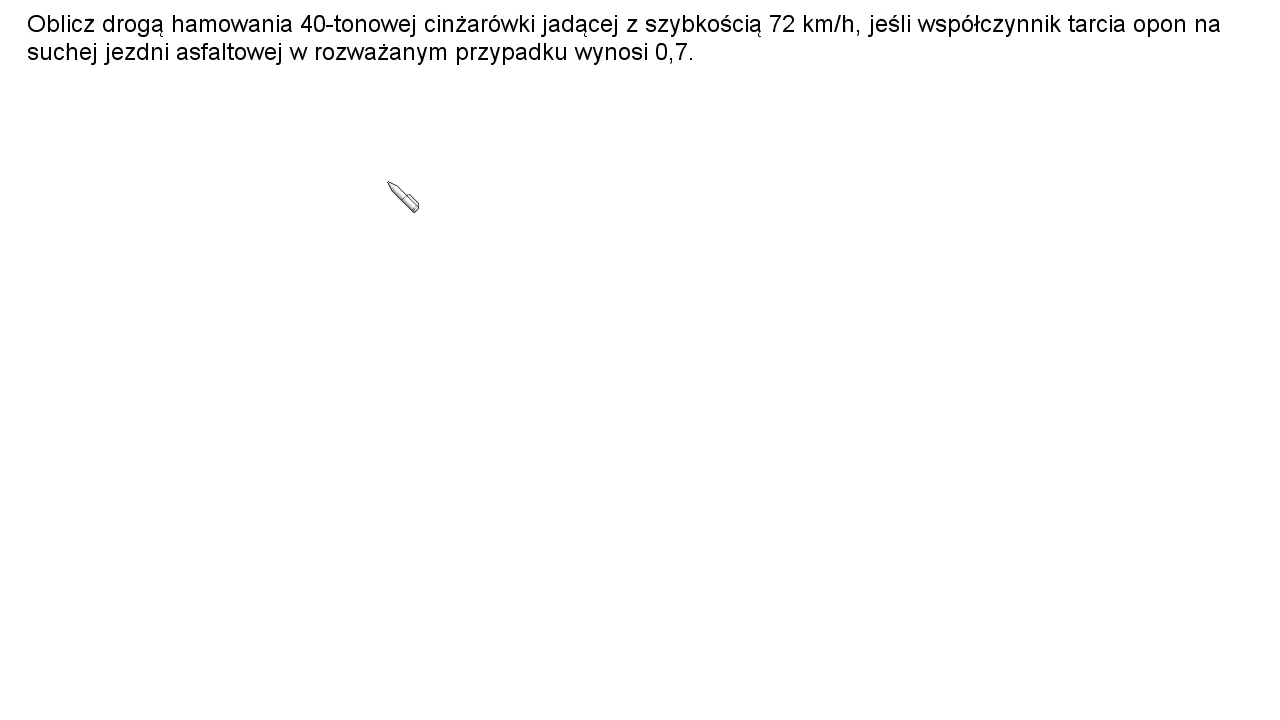 Oblicz drogą hamowania 40-tonowej cinżarówki jadącej z szybkością 72 km/h, jeśli współczynnik tarcia opon na
suchej jezdni asfaltowej w rozważanym przypadku wynosi 0,7.